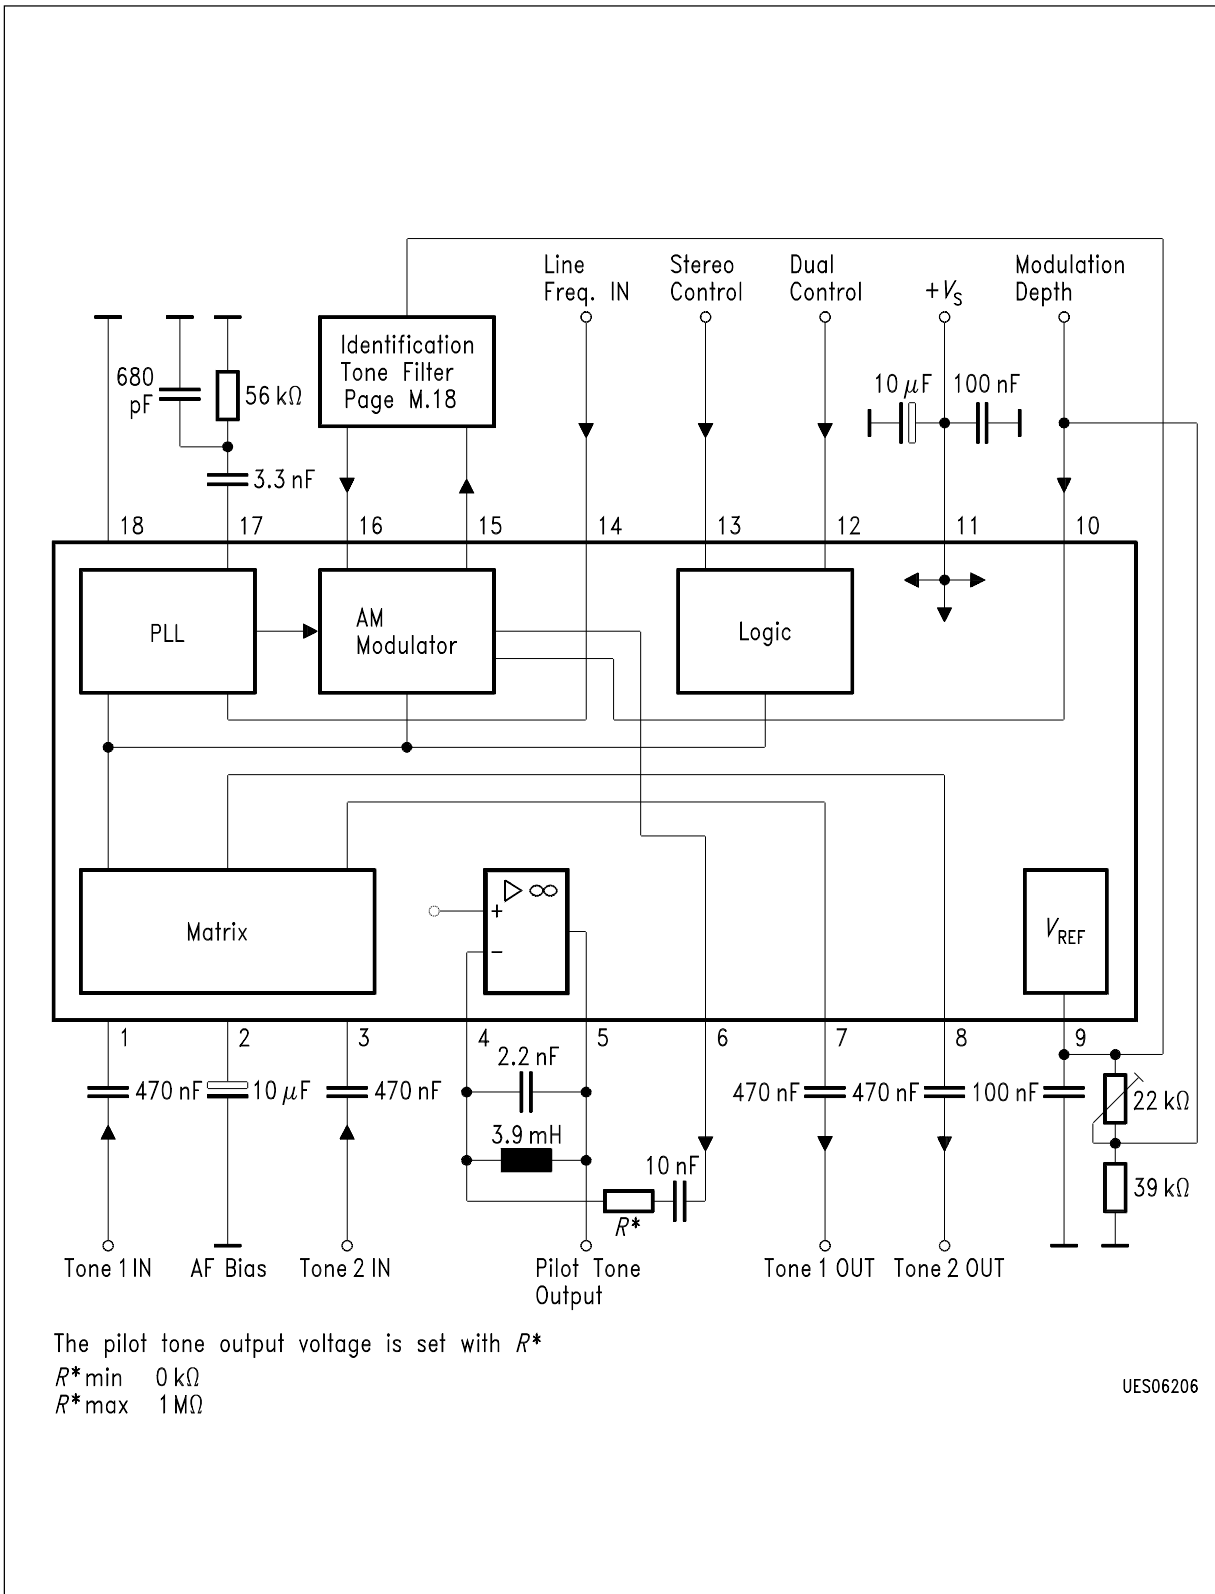 Line
Freq. IN
Stereo
Control
Dual
Control
+VS
Modulation
Depth
Identification
Tone Filter
Page M.18
680
pF
56 kΩ
10 μF
100 nF
3.3 nF
18
17
16
15
14
13
12
11
10
PLL
AM
Modulator
Logic
Matrix
+
−
▷ ∞
VREF
1
2
3
4
5
6
7
8
9
470 nF
10 μF
470 nF
2.2 nF
3.9 mH
10 nF
R*
470 nF
470 nF
100 nF
22 kΩ
39 kΩ
Tone 1 IN
AF Bias
Tone 2 IN
Pilot Tone
Output
Tone 1 OUT
Tone 2 OUT
The pilot tone output voltage is set with R*
R* min 0 kΩ
R* max 1 MΩ
UES06206